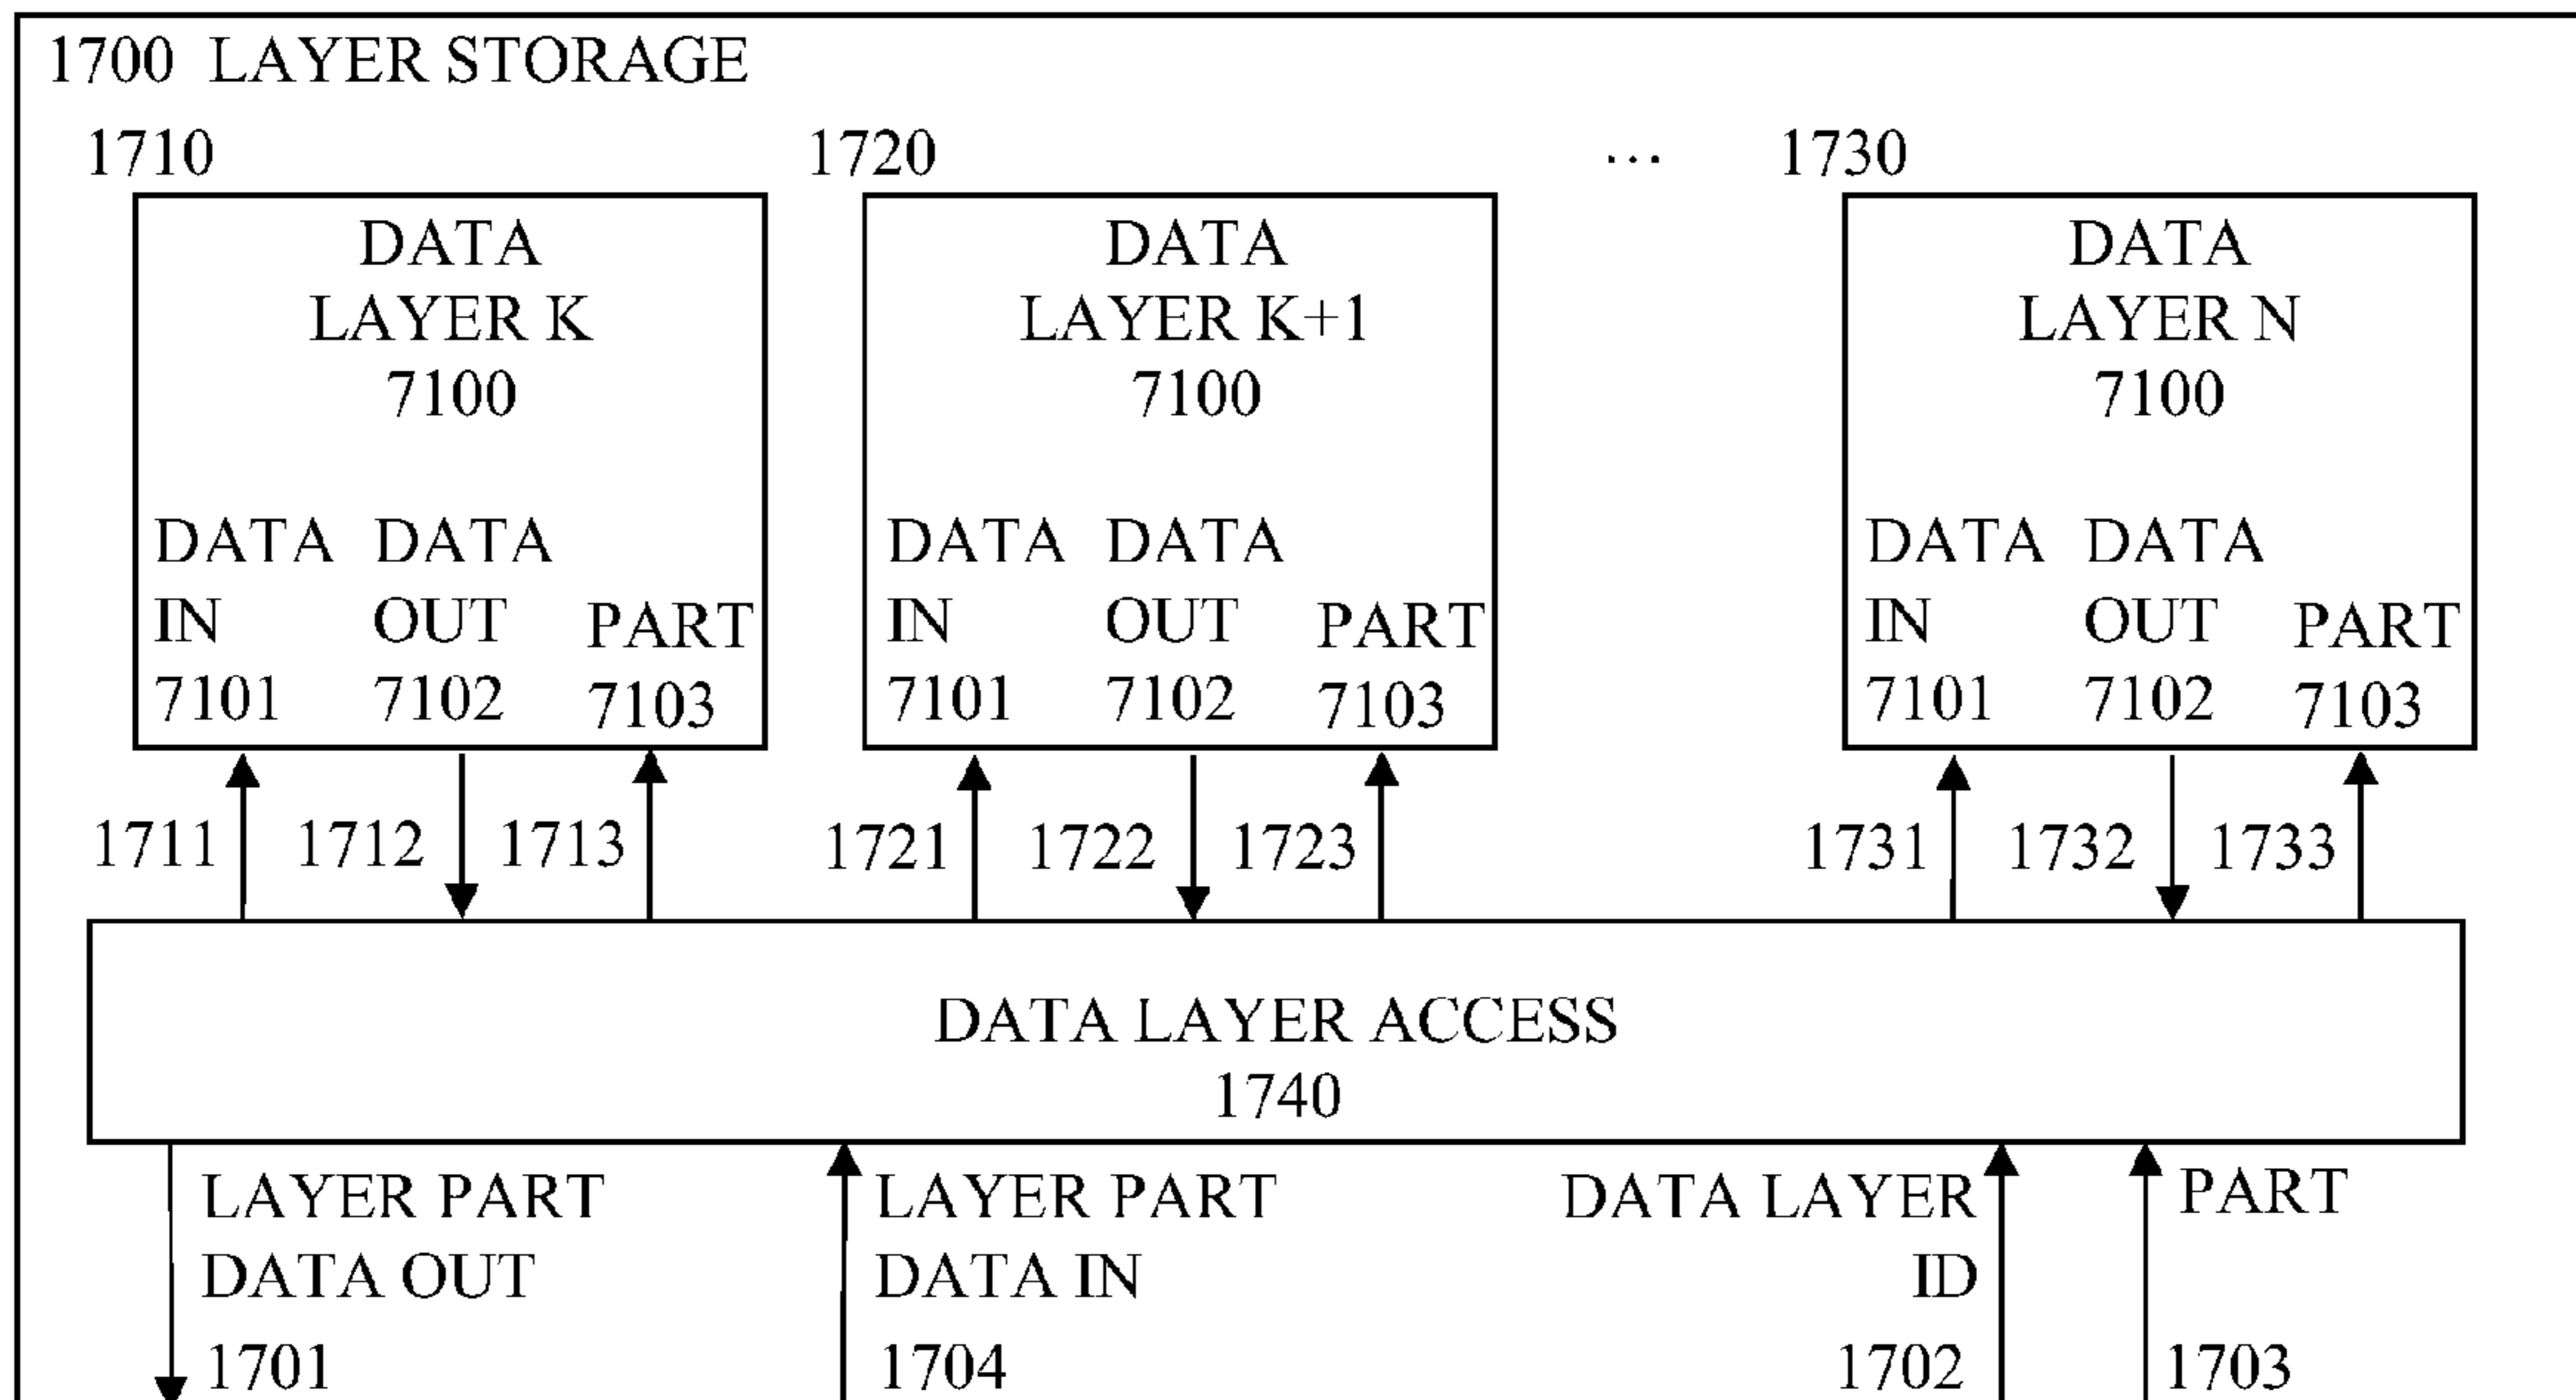 1700 LAYER STORAGE
1710
1720
...
1730
DATA
LAYER K
7100
DATA
IN
7101
DATA
OUT
7102
PART
7103
DATA
LAYER K+1
7100
DATA
IN
7101
DATA
OUT
7102
PART
7103
DATA
LAYER N
7100
DATA
IN
7101
DATA
OUT
7102
PART
7103
1711
1712
1713
1721
1722
1723
1731
1732
1733
DATA LAYER ACCESS
1740
LAYER PART
DATA OUT
1701
LAYER PART
DATA IN
1704
DATA LAYER
ID
1702
PART
1703